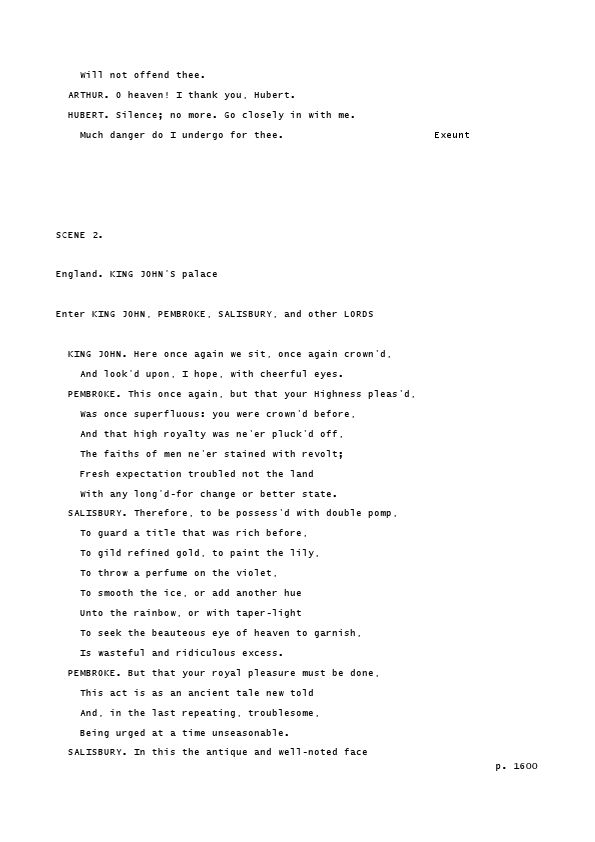 Will not offend thee.
ARTHUR. O heaven! I thank you, Hubert.
HUBERT. Silence; no more. Go closely in with me.
Much danger do I undergo for thee. Exeunt
SCENE 2.
England. KING JOHN'S palace
Enter KING JOHN, PEMBROKE, SALISBURY, and other LORDS
KING JOHN. Here once again we sit, once again crown'd,
And look'd upon, I hope, with cheerful eyes.
PEMBROKE. This once again, but that your Highness pleas'd,
Was once superfluous: you were crown'd before,
And that high royalty was ne'er pluck'd off,
The faiths of men ne'er stained with revolt;
Fresh expectation troubled not the land
With any long'd-for change or better state.
SALISBURY. Therefore, to be possess'd with double pomp,
To guard a title that was rich before,
To gild refined gold, to paint the lily,
To throw a perfume on the violet,
To smooth the ice, or add another hue
Unto the rainbow, or with taper-light
To seek the beauteous eye of heaven to garnish,
Is wasteful and ridiculous excess.
PEMBROKE. But that your royal pleasure must be done,
This act is as an ancient tale new told
And, in the last repeating, troublesome,
Being urged at a time unseasonable.
SALISBURY. In this the antique and well-noted face
p. 1600